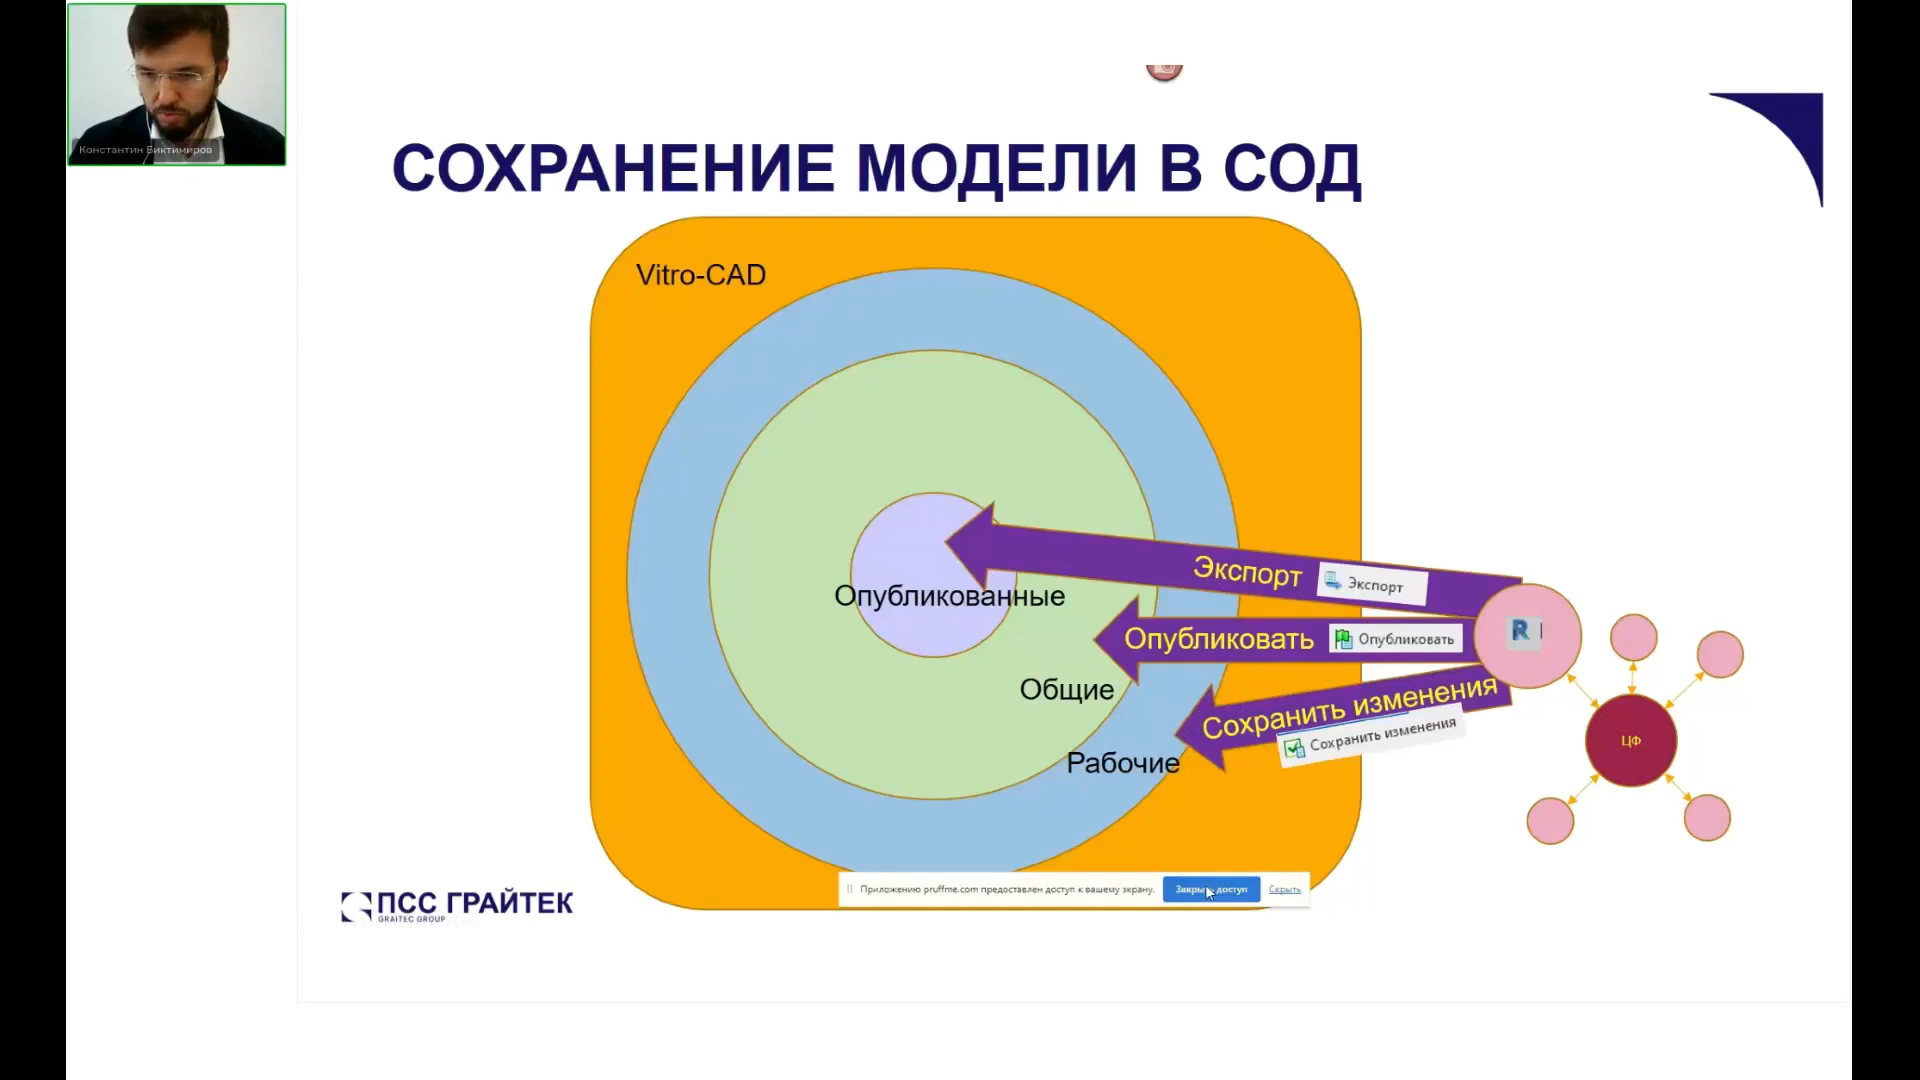 Константин Биктимиров
СОХРАНЕНИЕ МОДЕЛИ В СОД
Vitro-CAD
Экспорт
Экспорт
Опубликованные
Опубликовать
Опубликовать
Общие
Сохранить изменения
Сохранить изменения
Рабочие
R
ЦФ
Приложению pruffme.com предоставлен доступ к вашему экрану.
Закрыть доступ
Скрыть
ПСС ГРАЙТЕК
GRAITEC GROUP